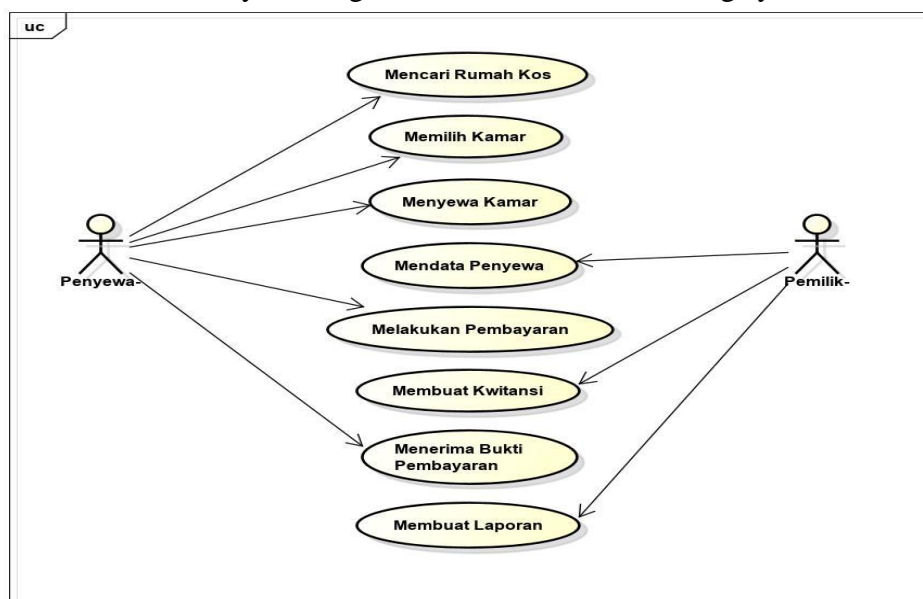 uc
Mencari Rumah Kos
Memilih Kamar
Menyewa Kamar
Mendata Penyewa
Penyewa-
Pemilik-
Melakukan Pembayaran
Membuat Kwitansi
Menerima Bukti
Pembayaran
Membuat Laporan